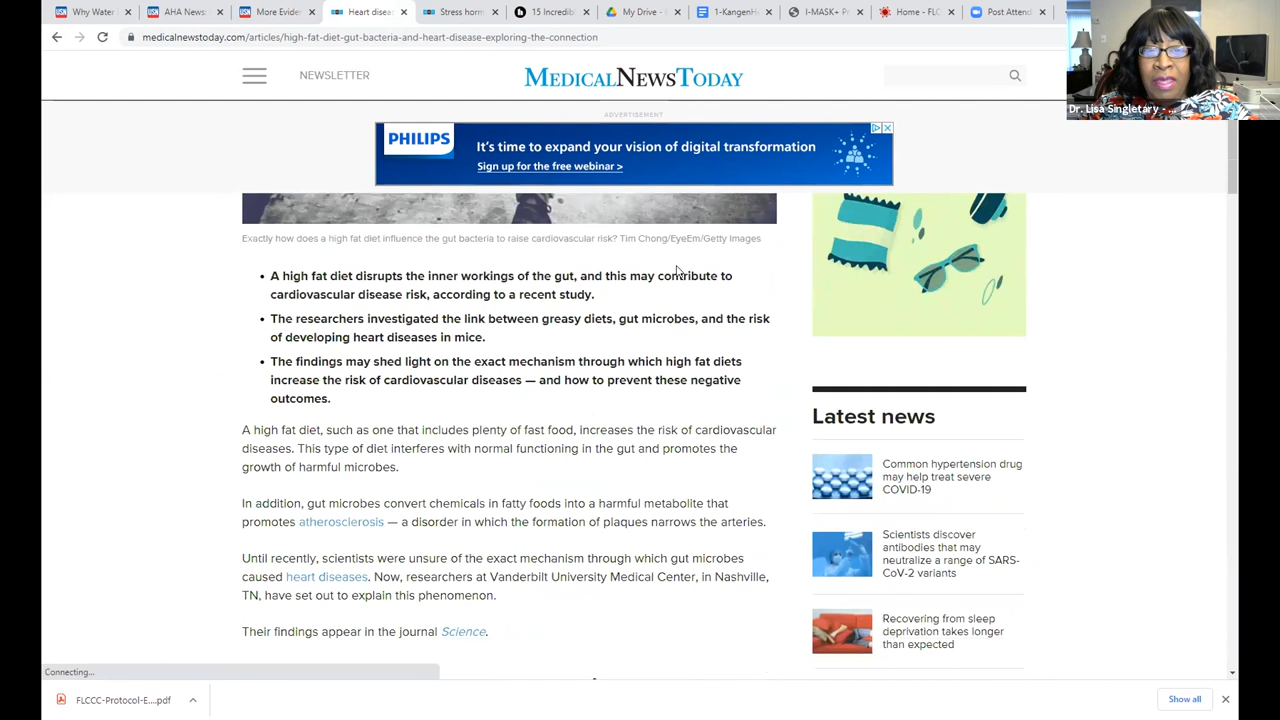 Why Water
AHA News:
More Eviden
Heart diseas
Stress horm
15 Incredib
My Drive -
1-KangenHo
I-MASK+ P
Home - FLC
Post Attend
medicalnewstoday.com/articles/high-fat-diet-gut-bacteria-and-heart-disease-exploring-the-connection
Dr. Lisa Singletary -
NEWSLETTER
MEDICALNEWSTODAY
ADVERTISEMENT
PHILIPS
It's time to expand your vision of digital transformation
Sign up for the free webinar >
Exactly how does a high fat diet influence the gut bacteria to raise cardiovascular risk? Tim Chong/EyeEm/Getty Images
• A high fat diet disrupts the inner workings of the gut, and this may contribute to
cardiovascular disease risk, according to a recent study.
• The researchers investigated the link between greasy diets, gut microbes, and the risk
of developing heart diseases in mice.
• The findings may shed light on the exact mechanism through which high fat diets
increase the risk of cardiovascular diseases — and how to prevent these negative
outcomes.
A high fat diet, such as one that includes plenty of fast food, increases the risk of cardiovascular
diseases. This type of diet interferes with normal functioning in the gut and promotes the
growth of harmful microbes.
In addition, gut microbes convert chemicals in fatty foods into a harmful metabolite that
promotes atherosclerosis — a disorder in which the formation of plaques narrows the arteries.
Until recently, scientists were unsure of the exact mechanism through which gut microbes
caused heart diseases. Now, researchers at Vanderbilt University Medical Center, in Nashville,
TN, have set out to explain this phenomenon.
Their findings appear in the journal Science.
Latest news
Common hypertension drug
may help treat severe
COVID-19
Scientists discover
antibodies that may
neutralize a range of SARS-
CoV-2 variants
Recovering from sleep
deprivation takes longer
than expected
Connecting...
FLCCC-Protocol-E....pdf
Show all